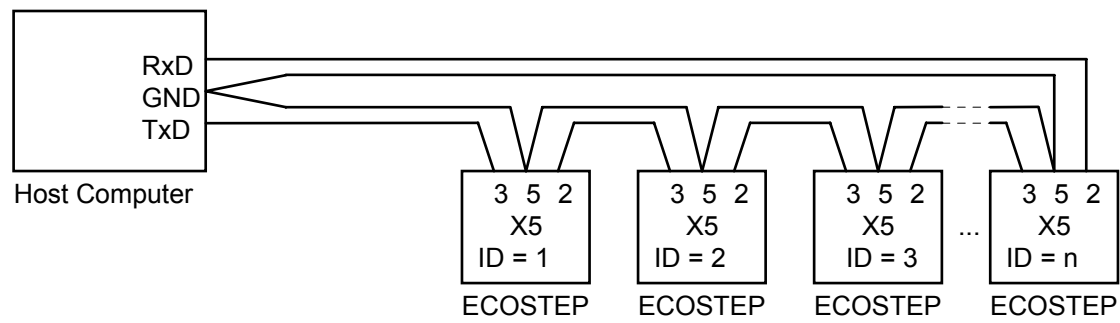 RxD
GND
TxD
Host Computer
3 5 2 3 5 2 3 5 2 3 5 2
X5 X5 X5 X5
ID = 1 ID = 2 ID = 3 ... ID = n
ECOSTEP ECOSTEP ECOSTEP ECOSTEP